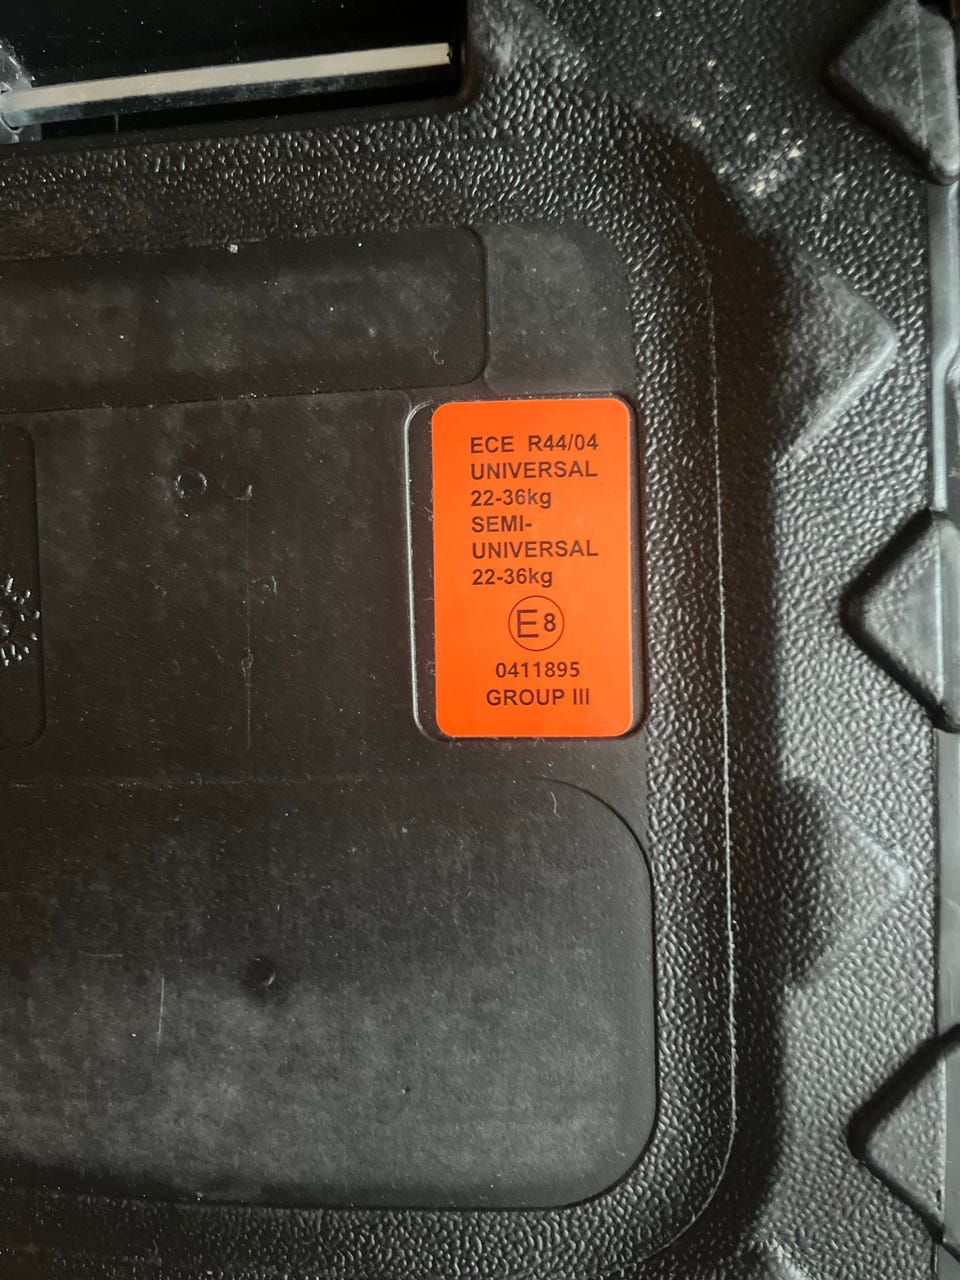 ECE R44/04
UNIVERSAL
22-36kg
SEMI-
UNIVERSAL
22-36kg
E8
0411895
GROUP III